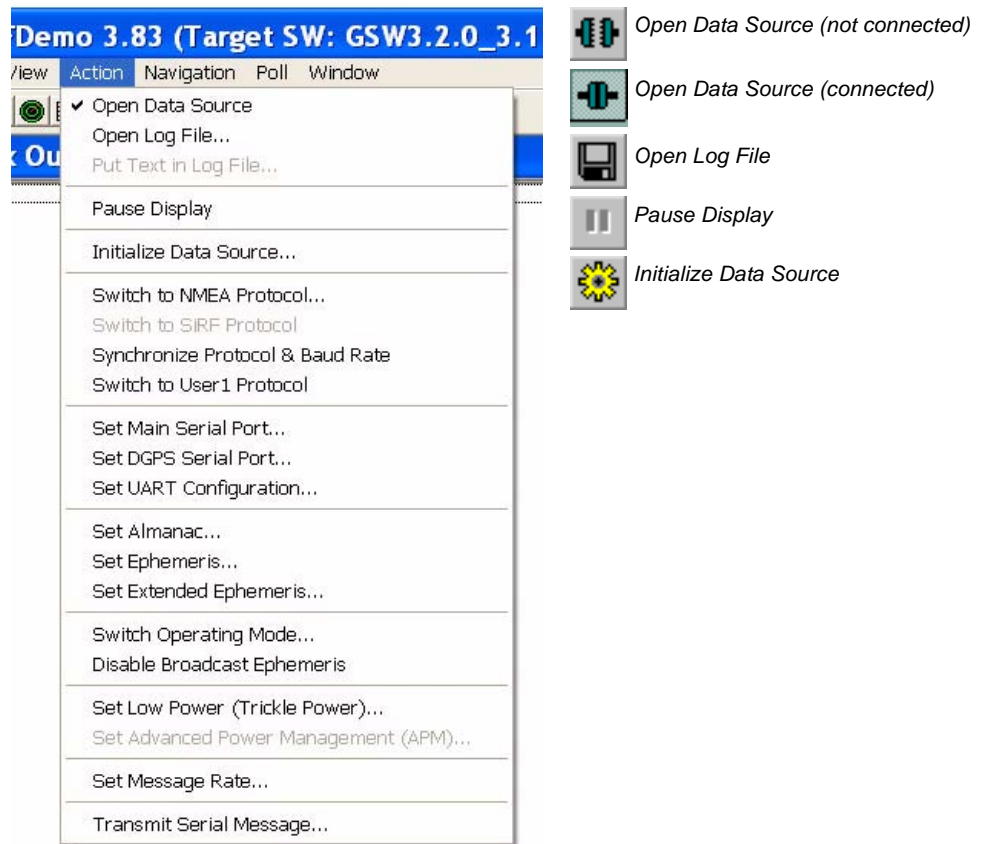 Demo 3.83 (Target SW: GSW3.2.0_3.1
View Action Navigation Poll Window
Open Data Source
Open Log File...
Put Text in Log File...
Pause Display
Initialize Data Source...
Switch to NMEA Protocol...
Switch to SiRF Protocol
Synchronize Protocol & Baud Rate
Switch to User1 Protocol
Set Main Serial Port...
Set DGPS Serial Port...
Set UART Configuration...
Set Almanac...
Set Ephemeris...
Set Extended Ephemeris...
Switch Operating Mode...
Disable Broadcast Ephemeris
Set Low Power (Trickle Power)...
Set Advanced Power Management (APM)...
Set Message Rate...
Transmit Serial Message...
Open Data Source (not connected)
Open Data Source (connected)
Open Log File
Pause Display
Initialize Data Source